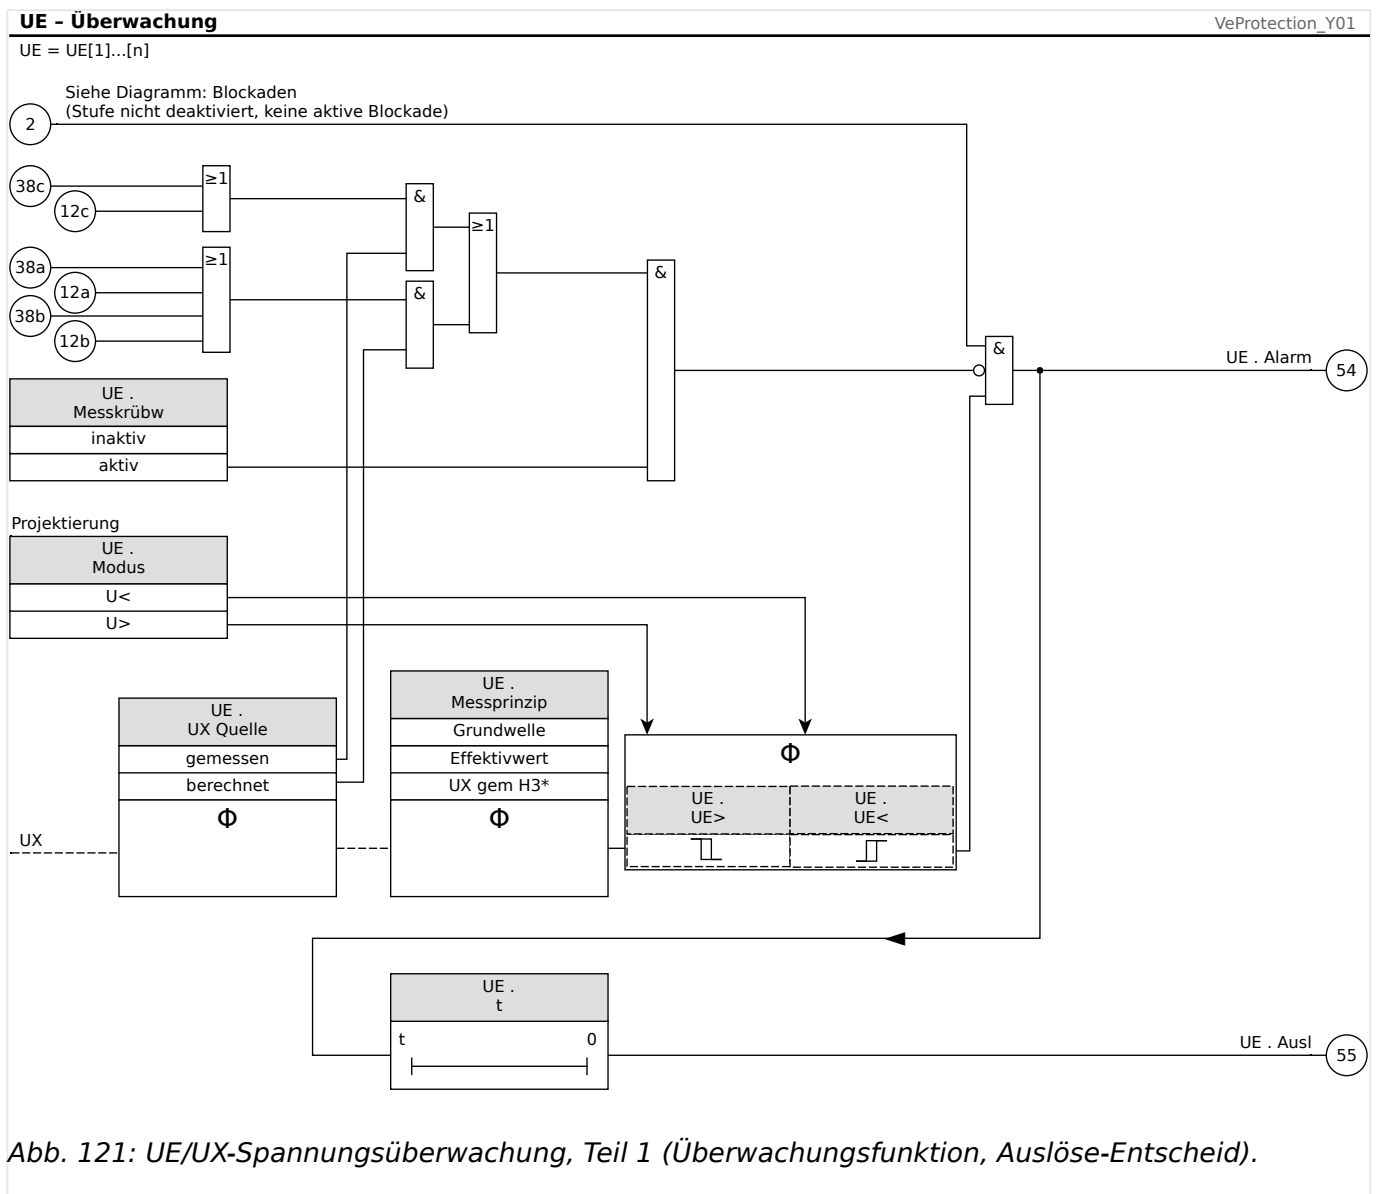 UE – Überwachung
VeProtection_Y01
UE = UE[1]...[n]
Siehe Diagramm: Blockaden
(Stufe nicht deaktiviert, keine aktive Blockade)
2
38c
12c
≥1
&
≥1
38a
12a
38b
12b
≥1
&
&
&
UE . Alarm
54
UE .
Messkrübw
inaktiv
aktiv
Projektierung
UE .
Modus
U<
U>
UE .
UX Quelle
gemessen
berechnet
Φ
UX
UE .
Messprinzip
Grundwelle
Effektivwert
UX gem H3*
Φ
Φ
UE .
UE>
UE .
UE<
UE .
t
t
0
UE . Ausl
55
Abb. 121: UE/UX-Spannungsüberwachung, Teil 1 (Überwachungsfunktion, Auslöse-Entscheid).